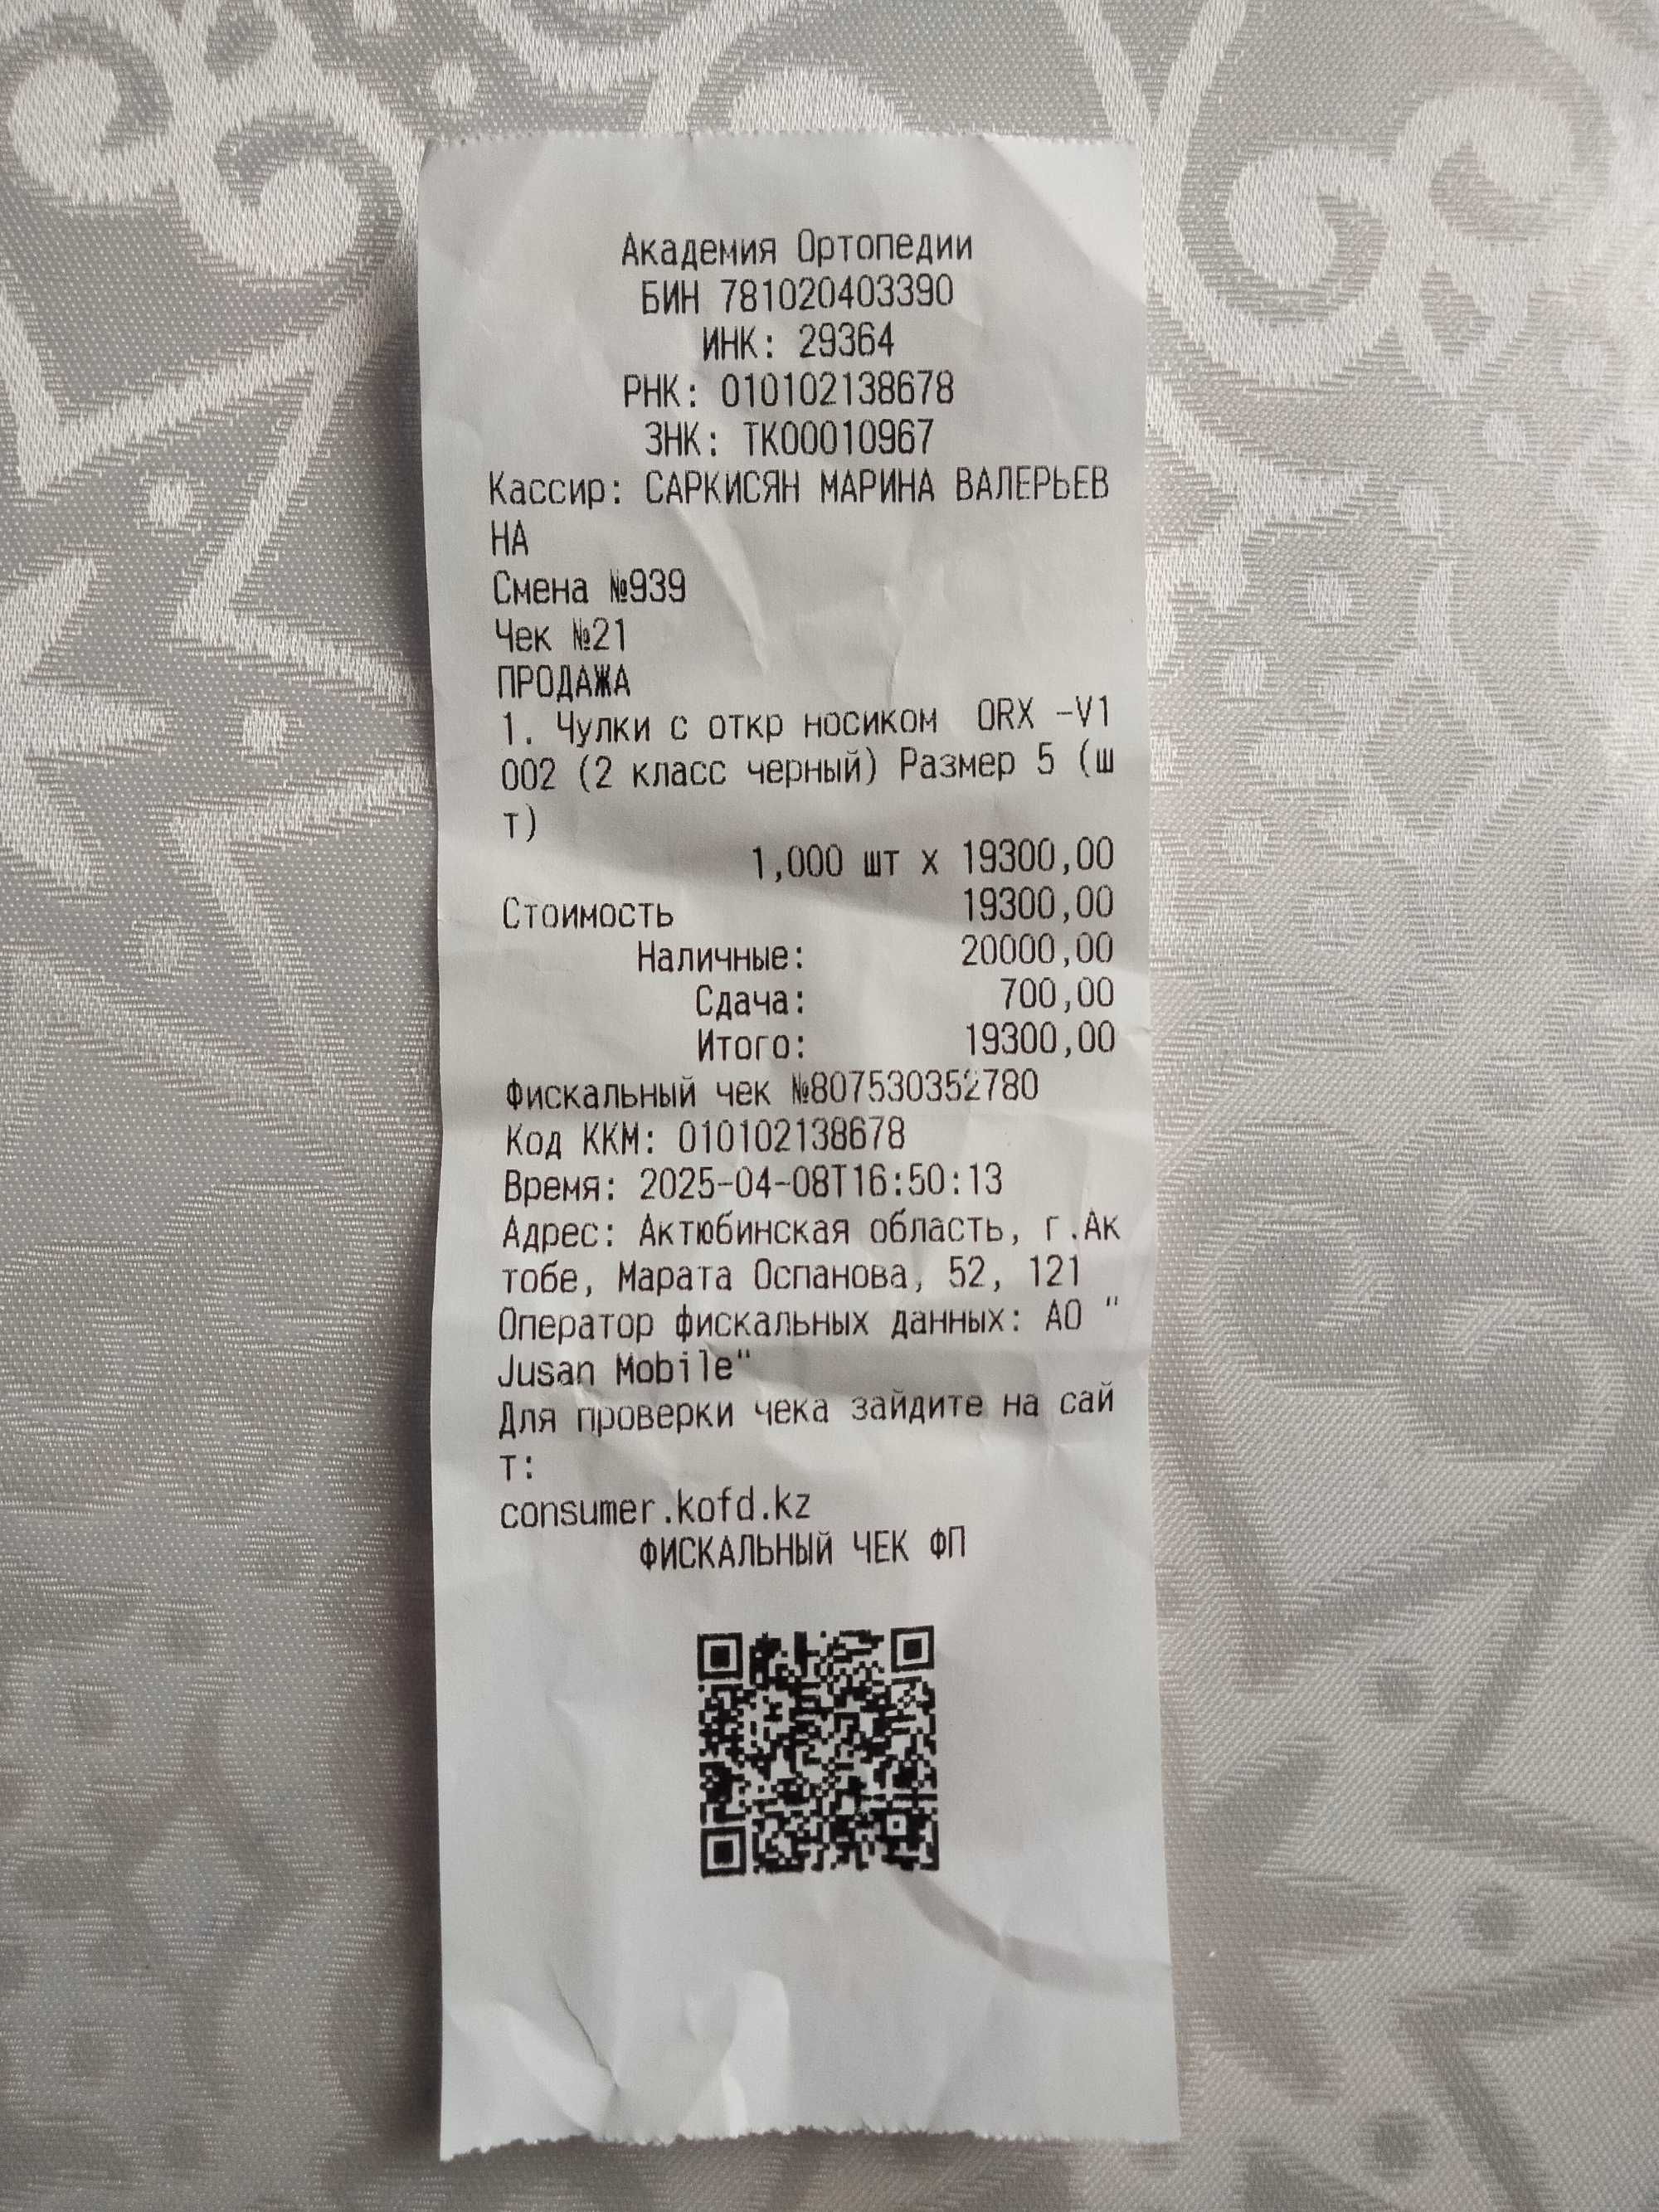 Академия Ортопедии
БИН 781020403390
ИНК: 29364
РНК: 010102138678
ЗНК: ТК00010967
Кассир: САРКИСЯН МАРИНА ВАЛЕРЬЕВ
НА
Смена №939
Чек №21
ПРОДАЖА
1. Чулки с откр носиком  ORX -V1
002 (2 класс черный) Размер 5 (ш
т)
1,000 шт х 19300,00
Стоимость 19300,00
Наличные: 20000,00
Сдача: 700,00
Итого: 19300,00
Фискальный чек №807530352780
Код ККМ: 010102138678
Время: 2025-04-08T16:50:13
Адрес: Актюбинская область, г.Ак
тобе, Марата Оспанова, 52, 121
Оператор фискальных данных: АО "
Jusan Mobile"
Для проверки чека зайдите на сай
т:
consumer.kofd.kz
ФИСКАЛЬНЫЙ ЧЕК ФП